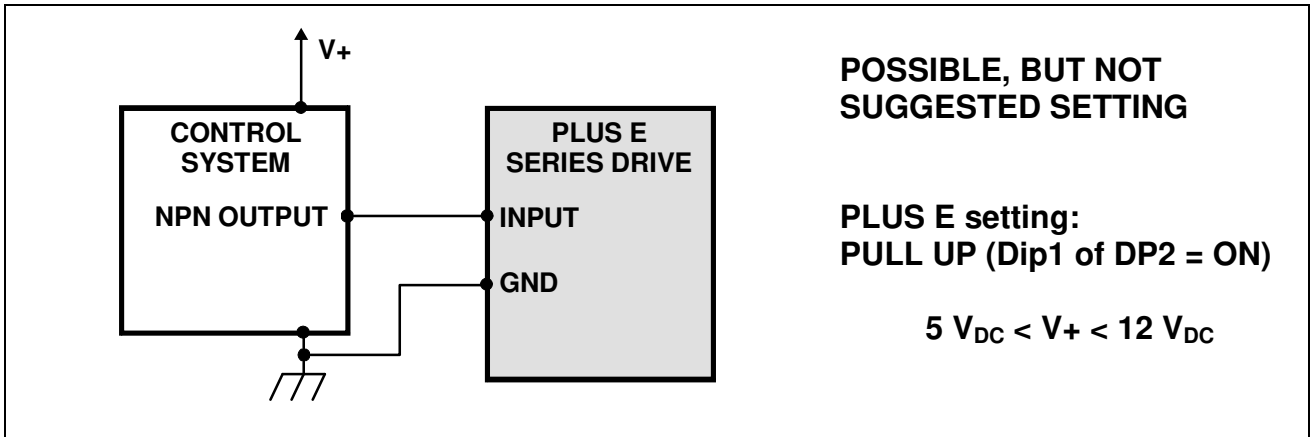 V+
CONTROL
SYSTEM
NPN OUTPUT
PLUS E
SERIES DRIVE
INPUT
GND
POSSIBLE, BUT NOT
SUGGESTED SETTING
PLUS E setting:
PULL UP (Dip1 of DP2 = ON)
5 VDC < V+ < 12 VDC